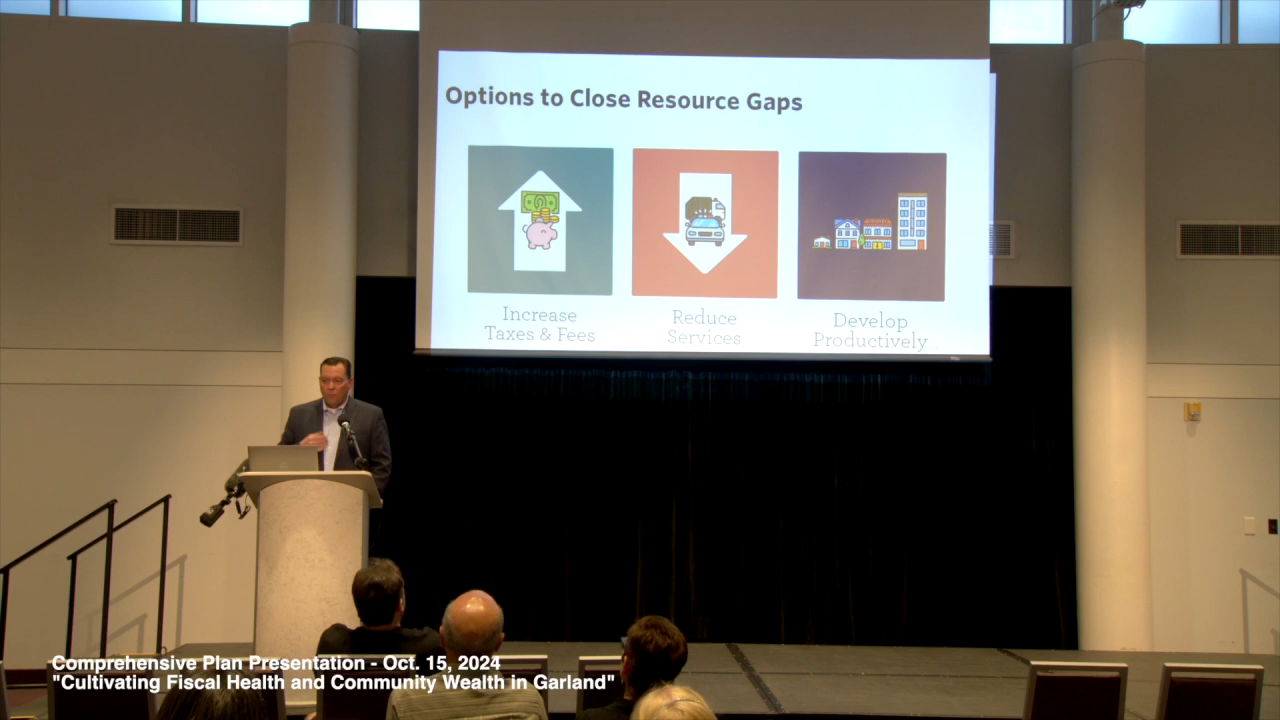 Options to Close Resource Gaps
Increase
Taxes & Fees
Reduce
Services
Develop
Productively
Comprehensive Plan Presentation - Oct. 15, 2024
"Cultivating Fiscal Health and Community Wealth in Garland"